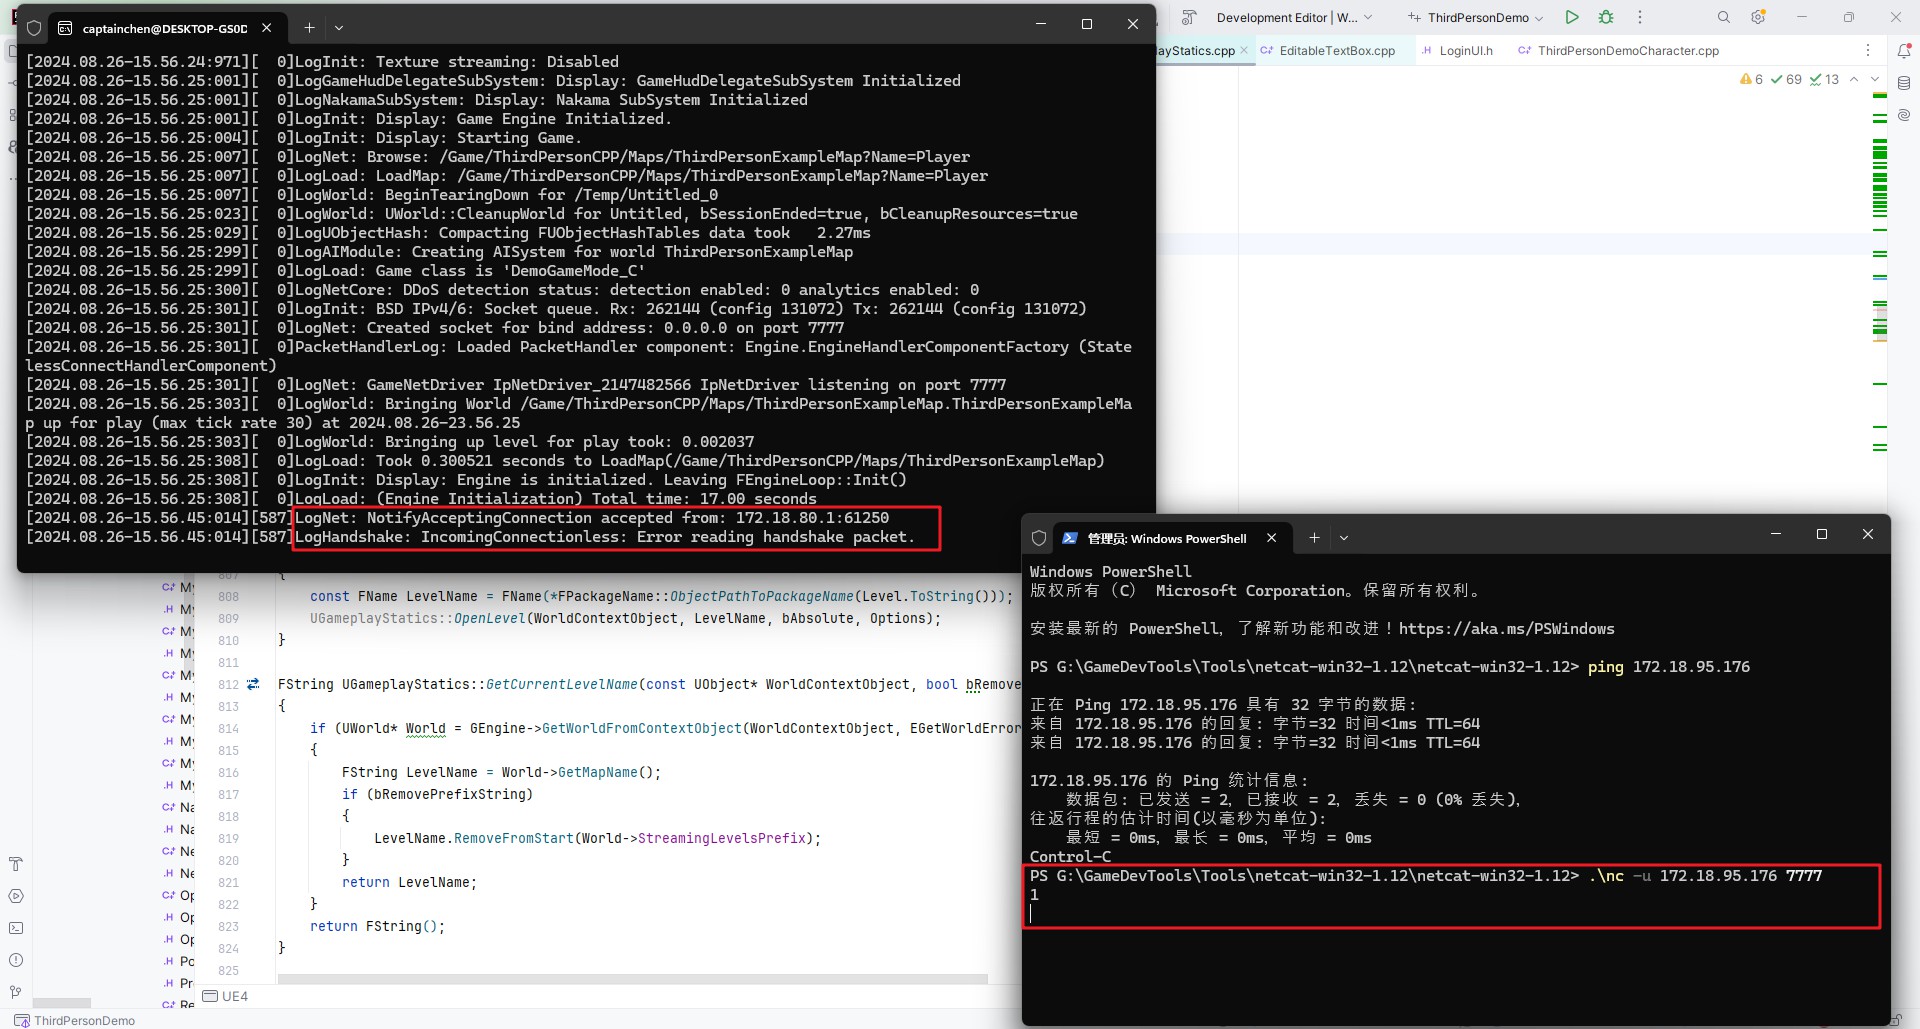 captainchen@DESKTOP-GS0D
[2024.08.26-15.56.24:971][  0]LogInit: Texture streaming: Disabled
[2024.08.26-15.56.25:001][  0]LogGameHudDelegateSubSystem: Display: GameHudDelegateSubSystem Initialized
[2024.08.26-15.56.25:001][  0]LogNakamaSubSystem: Display: Nakama SubSystem Initialized
[2024.08.26-15.56.25:001][  0]LogInit: Display: Game Engine Initialized.
[2024.08.26-15.56.25:004][  0]LogInit: Display: Starting Game.
[2024.08.26-15.56.25:007][  0]LogNet: Browse: /Game/ThirdPersonCPP/Maps/ThirdPersonExampleMap?Name=Player
[2024.08.26-15.56.25:007][  0]LogLoad: LoadMap: /Game/ThirdPersonCPP/Maps/ThirdPersonExampleMap?Name=Player
[2024.08.26-15.56.25:007][  0]LogWorld: BeginTearingDown for /Temp/Untitled_0
[2024.08.26-15.56.25:023][  0]LogWorld: UWorld::CleanupWorld for Untitled, bSessionEnded=true, bCleanupResources=true
[2024.08.26-15.56.25:029][  0]LogUObjectHash: Compacting FUObjectHashTables data took   2.27ms
[2024.08.26-15.56.25:299][  0]LogAIModule: Creating AISystem for world ThirdPersonExampleMap
[2024.08.26-15.56.25:299][  0]LogLoad: Game class is 'DemoGameMode_C'
[2024.08.26-15.56.25:300][  0]LogNetCore: DDoS detection status: detection enabled: 0 analytics enabled: 0
[2024.08.26-15.56.25:301][  0]LogInit: BSD IPv4/6: Socket queue. Rx: 262144 (config 131072) Tx: 262144 (config 131072)
[2024.08.26-15.56.25:301][  0]LogNet: Created socket for bind address: 0.0.0.0 on port 7777
[2024.08.26-15.56.25:301][  0]PacketHandlerLog: Loaded PacketHandler component: Engine.EngineHandlerComponentFactory (State
lessConnectHandlerComponent)
[2024.08.26-15.56.25:301][  0]LogNet: GameNetDriver IpNetDriver_2147482566 IpNetDriver listening on port 7777
[2024.08.26-15.56.25:303][  0]LogWorld: Bringing World /Game/ThirdPersonCPP/Maps/ThirdPersonExampleMap.ThirdPersonExampleMa
p up for play (max tick rate 30) at 2024.08.26-23.56.25
[2024.08.26-15.56.25:303][  0]LogWorld: Bringing up level for play took: 0.002037
[2024.08.26-15.56.25:308][  0]LogLoad: Took 0.300521 seconds to LoadMap(/Game/ThirdPersonCPP/Maps/ThirdPersonExampleMap)
[2024.08.26-15.56.25:308][  0]LogInit: Display: Engine is initialized. Leaving FEngineLoop::Init()
[2024.08.26-15.56.25:308][  0]LogLoad: (Engine Initialization) Total time: 17.00 seconds
[2024.08.26-15.56.45:014][587]LogNet: NotifyAcceptingConnection accepted from: 172.18.80.1:61250
[2024.08.26-15.56.45:014][587]LogHandshake: IncomingConnectionless: Error reading handshake packet.
Development Editor | W... ThirdPersonDemo
layStatics.cpp EditableTextBox.cpp LoginUI.h ThirdPersonDemoCharacter.cpp
6 69 13
C+ My
.H My
C+ My
.H My
C+ My
.H My
C+ My
.H My
C+ My
.H My
C+ Na
.H Na
C+ Ne
.H Ne
C+ Op
.H Op
.H Op
.H Po
.H Pr
C+ Re
807 {
808 const FName LevelName = FName(*FPackageName::ObjectPathToPackageName(Level.ToString()));
809 UGameplayStatics::OpenLevel(WorldContextObject, LevelName, bAbsolute, Options);
810 }
811
812 FString UGameplayStatics::GetCurrentLevelName(const UObject* WorldContextObject, bool bRemove
813 {
814 if (UWorld* World = GEngine->GetWorldFromContextObject(WorldContextObject, EGetWorldError
815 {
816 FString LevelName = World->GetMapName();
817 if (bRemovePrefixString)
818 {
819 LevelName.RemoveFromStart(World->StreamingLevelsPrefix);
820 }
821 return LevelName;
822 }
823 return FString();
824 }
825
UE4
ThirdPersonDemo
管理员: Windows PowerShell
Windows PowerShell
版权所有（C） Microsoft Corporation。保留所有权利。
安装最新的 PowerShell，了解新功能和改进！https://aka.ms/PSWindows
PS G:\GameDevTools\Tools\netcat-win32-1.12\netcat-win32-1.12> ping 172.18.95.176
正在 Ping 172.18.95.176 具有 32 字节的数据:
来自 172.18.95.176 的回复: 字节=32 时间<1ms TTL=64
来自 172.18.95.176 的回复: 字节=32 时间<1ms TTL=64
172.18.95.176 的 Ping 统计信息:
数据包: 已发送 = 2，已接收 = 2，丢失 = 0 (0% 丢失)，
往返行程的估计时间(以毫秒为单位):
最短 = 0ms，最长 = 0ms，平均 = 0ms
Control-C
PS G:\GameDevTools\Tools\netcat-win32-1.12\netcat-win32-1.12> .\nc -u 172.18.95.176 7777
1